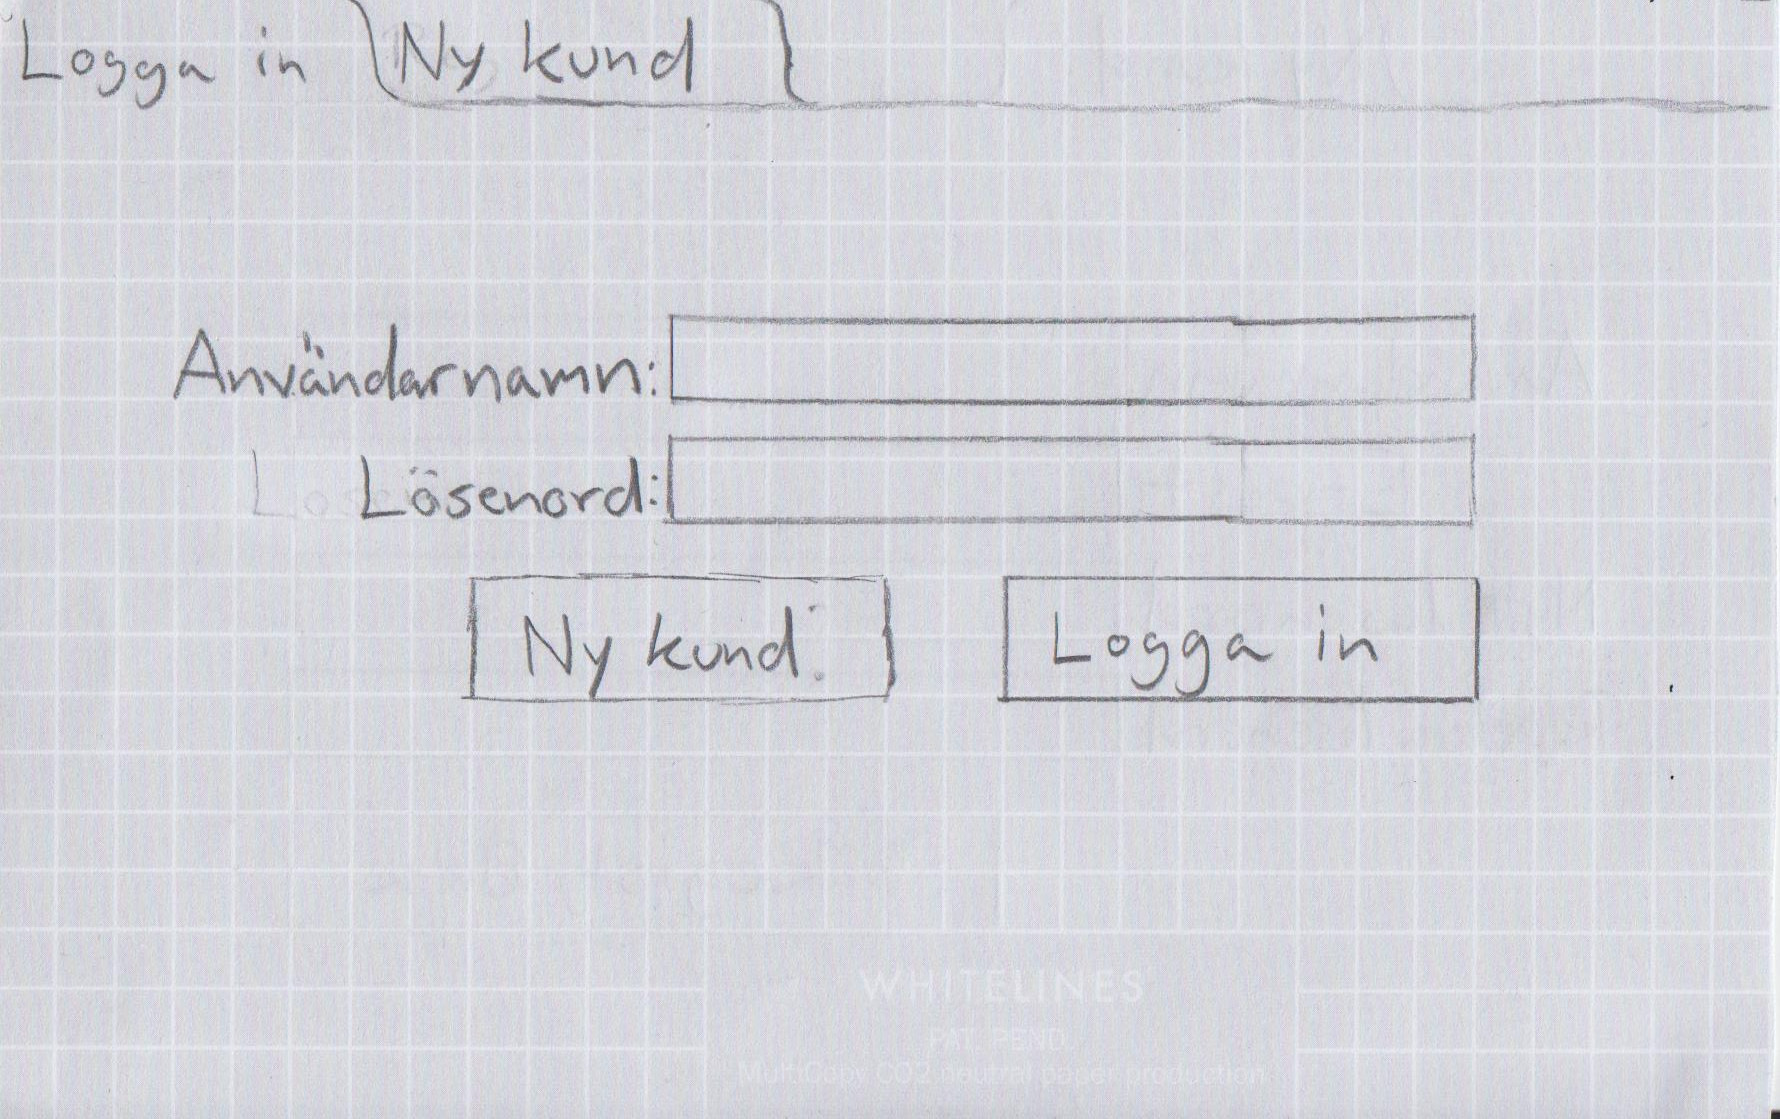 Logga in Ny kund
Användarnamn:
Lösenord:
Ny kund Logga in
WHITELINES
PAT. PEND
MultiCopy CO2 neutral paper production